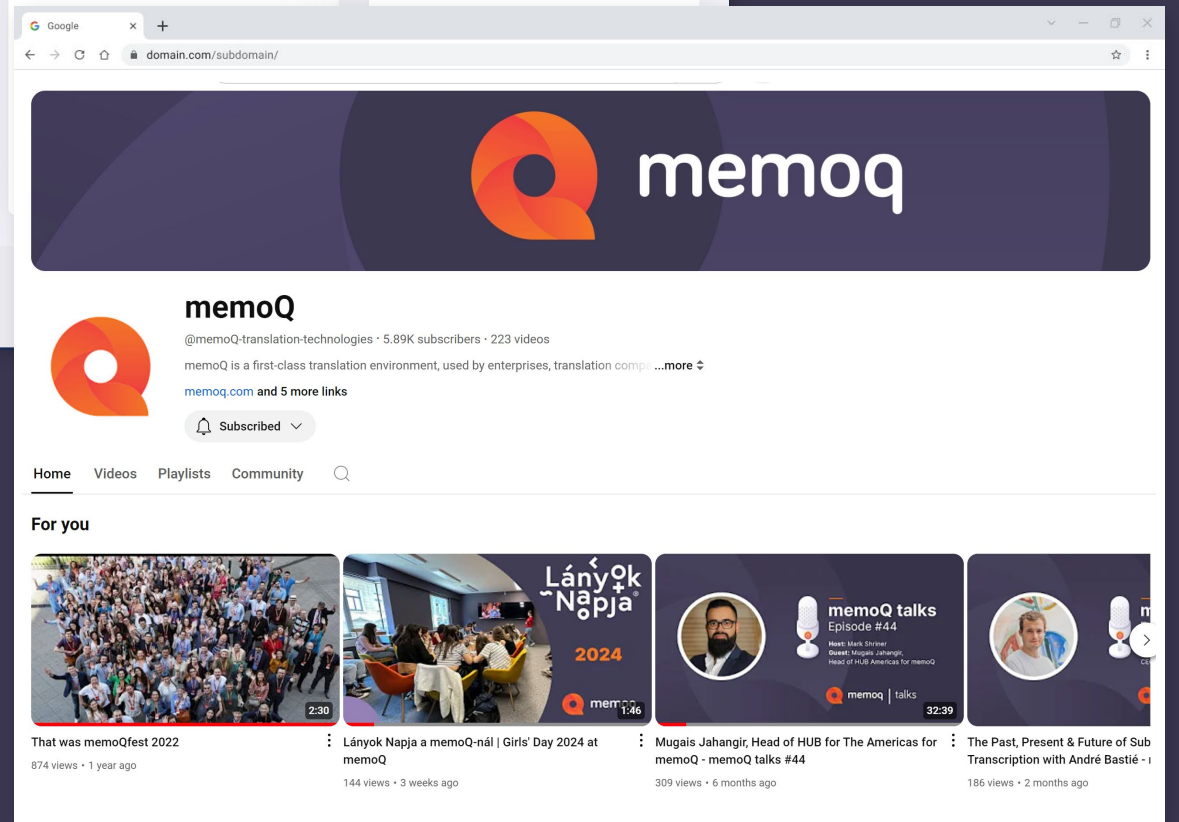 Google
domain.com/subdomain/
memoq
memoQ
@memoQ-translation-technologies · 5.89K subscribers · 223 videos
memoQ is a first-class translation environment, used by enterprises, translation comp ...more
memoq.com and 5 more links
Subscribed
Home Videos Playlists Community
For you
2:30
Lányok
Napja
2024
memoq
1:46
memoQ talks
Episode #44
Host: Mark Shriner
Guest: Mugais Jahangir,
Head of HUB Americas for memoQ
memoq | talks
32:39
That was memoQfest 2022
874 views • 1 year ago
Lányok Napja a memoQ-nál | Girls' Day 2024 at
memoQ
144 views • 3 weeks ago
Mugais Jahangir, Head of HUB for The Americas for
memoQ - memoQ talks #44
309 views • 6 months ago
The Past, Present & Future of Sub
Transcription with André Bastié -
186 views • 2 months ago